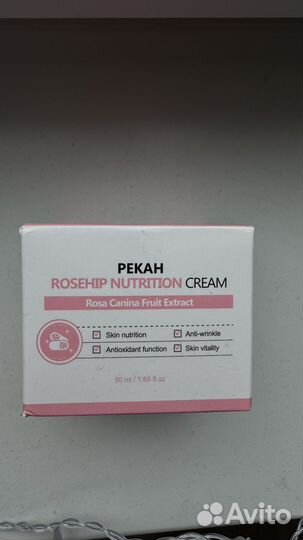 PEKAH
ROSEHIP NUTRITION CREAM
Rosa Canina Fruit Extract
Skin nutrition Anti-wrinkle
Antioxidant function Skin vitality
50 ml / 1.69 fl.oz
Avito